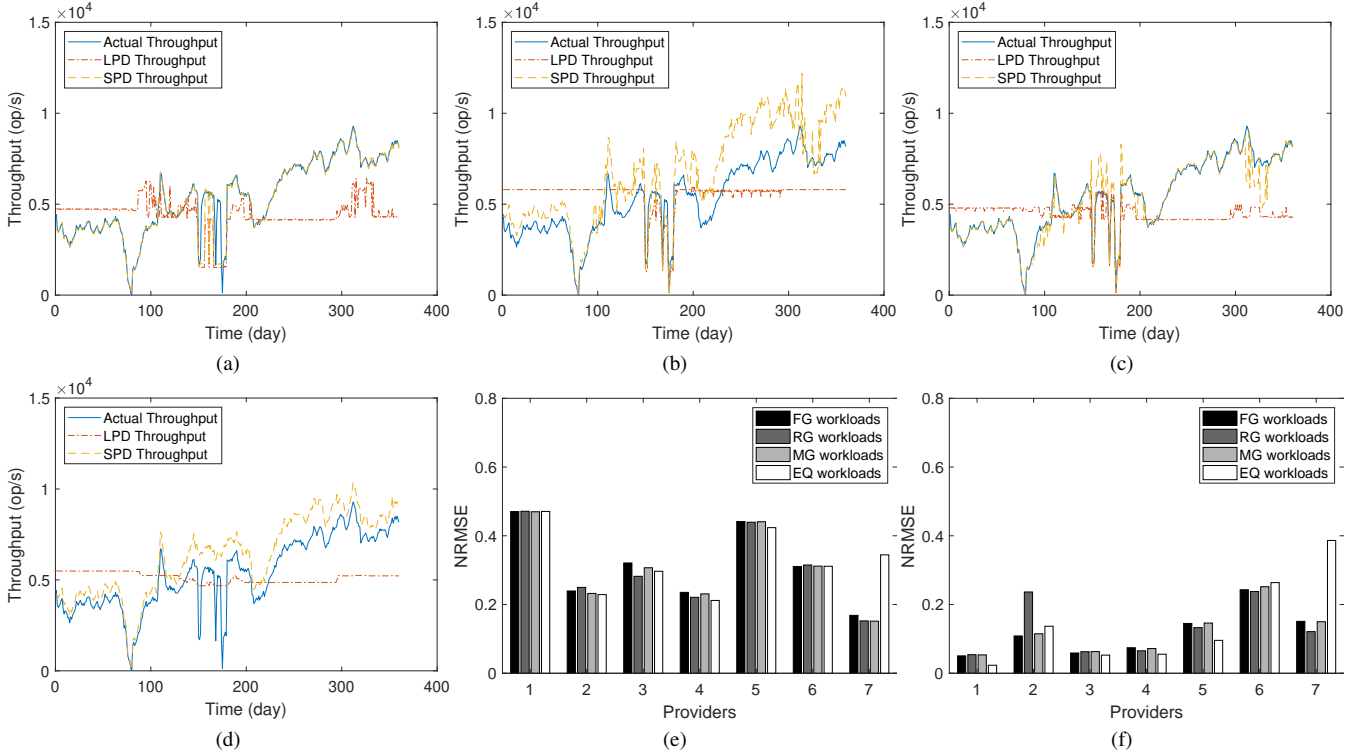 ×10^4
1.5
1
0.5
0
Throughput (op/s)
Actual Throughput
LPD Throughput
SPD Throughput
0 100 200 300 400
Time (day)
(a)
×10^4
1.5
1
0.5
0
Throughput (op/s)
Actual Throughput
LPD Throughput
SPD Throughput
0 100 200 300 400
Time (day)
(b)
×10^4
1.5
1
0.5
0
Throughput (op/s)
Actual Throughput
LPD Throughput
SPD Throughput
0 100 200 300 400
Time (day)
(c)
×10^4
1.5
1
0.5
0
Throughput (op/s)
Actual Throughput
LPD Throughput
SPD Throughput
0 100 200 300 400
Time (day)
(d)
0.8
0.6
0.4
0.2
0
NRMSE
FG workloads
RG workloads
MG workloads
EQ workloads
1 2 3 4 5 6 7
Providers
(e)
0.8
0.6
0.4
0.2
0
NRMSE
FG workloads
RG workloads
MG workloads
EQ workloads
1 2 3 4 5 6 7
Providers
(f)